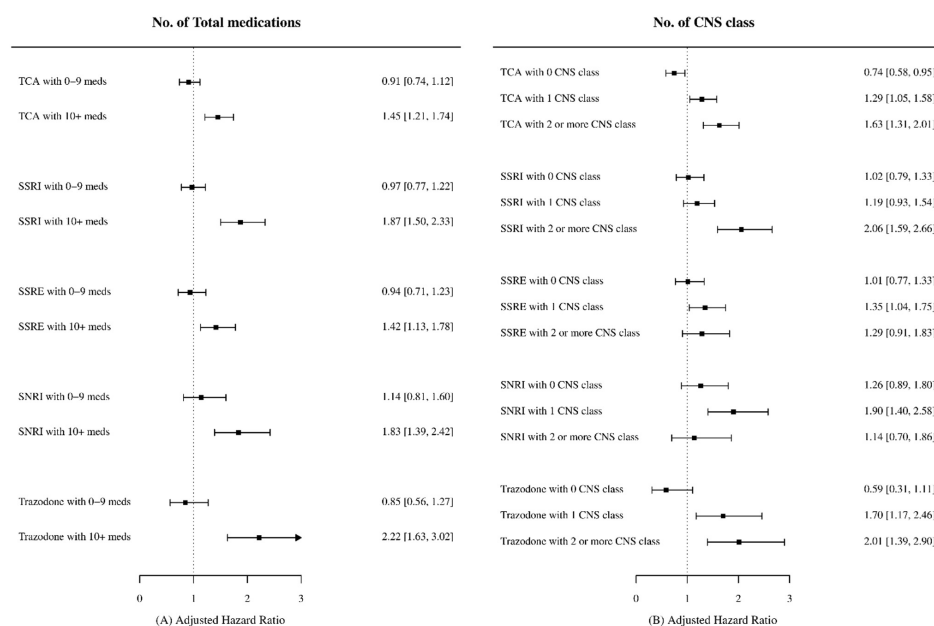 No. of Total medications
TCA with 0–9 meds 0.91 [0.74, 1.12]
TCA with 10+ meds 1.45 [1.21, 1.74]
SSRI with 0–9 meds 0.97 [0.77, 1.22]
SSRI with 10+ meds 1.87 [1.50, 2.33]
SSRE with 0–9 meds 0.94 [0.71, 1.23]
SSRE with 10+ meds 1.42 [1.13, 1.78]
SNRI with 0–9 meds 1.14 [0.81, 1.60]
SNRI with 10+ meds 1.83 [1.39, 2.42]
Trazodone with 0–9 meds 0.85 [0.56, 1.27]
Trazodone with 10+ meds 2.22 [1.63, 3.02]
0 1 2 3
(A) Adjusted Hazard Ratio
No. of CNS class
TCA with 0 CNS class 0.74 [0.58, 0.95]
TCA with 1 CNS class 1.29 [1.05, 1.58]
TCA with 2 or more CNS class 1.63 [1.31, 2.01]
SSRI with 0 CNS class 1.02 [0.79, 1.33]
SSRI with 1 CNS class 1.19 [0.93, 1.54]
SSRI with 2 or more CNS class 2.06 [1.59, 2.66]
SSRE with 0 CNS class 1.01 [0.77, 1.33]
SSRE with 1 CNS class 1.35 [1.04, 1.75]
SSRE with 2 or more CNS class 1.29 [0.91, 1.83]
SNRI with 0 CNS class 1.26 [0.89, 1.80]
SNRI with 1 CNS class 1.90 [1.40, 2.58]
SNRI with 2 or more CNS class 1.14 [0.70, 1.86]
Trazodone with 0 CNS class 0.59 [0.31, 1.11]
Trazodone with 1 CNS class 1.70 [1.17, 2.46]
Trazodone with 2 or more CNS class 2.01 [1.39, 2.90]
0 1 2 3
(B) Adjusted Hazard Ratio